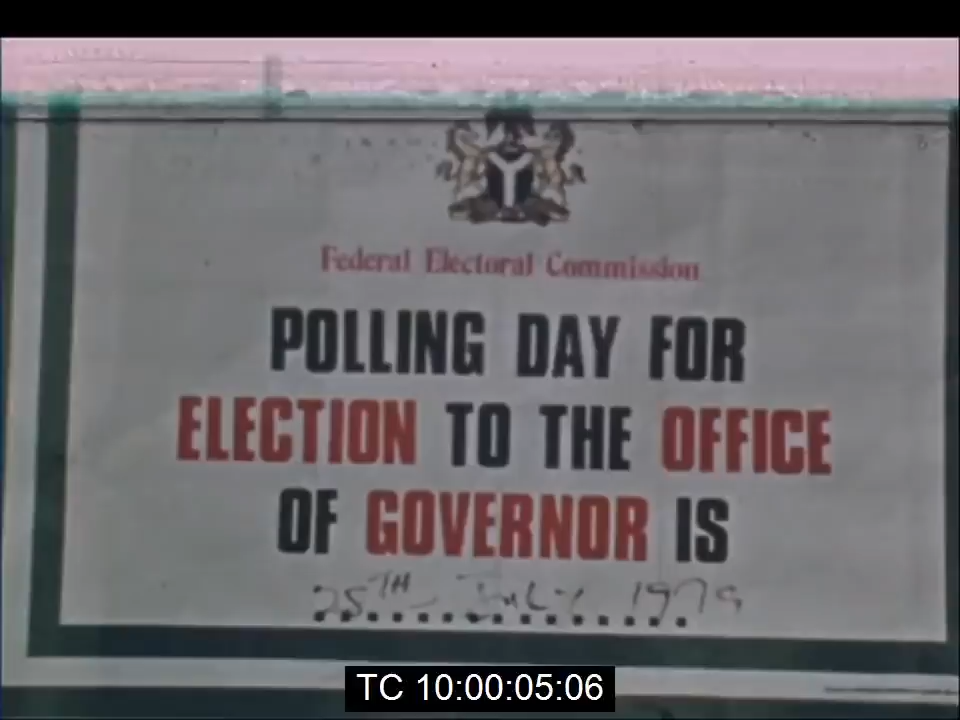 Federal Electoral Commission
POLLING DAY FOR
ELECTION TO THE OFFICE
OF GOVERNOR IS
25TH July 1979
TC 10:00:05:06